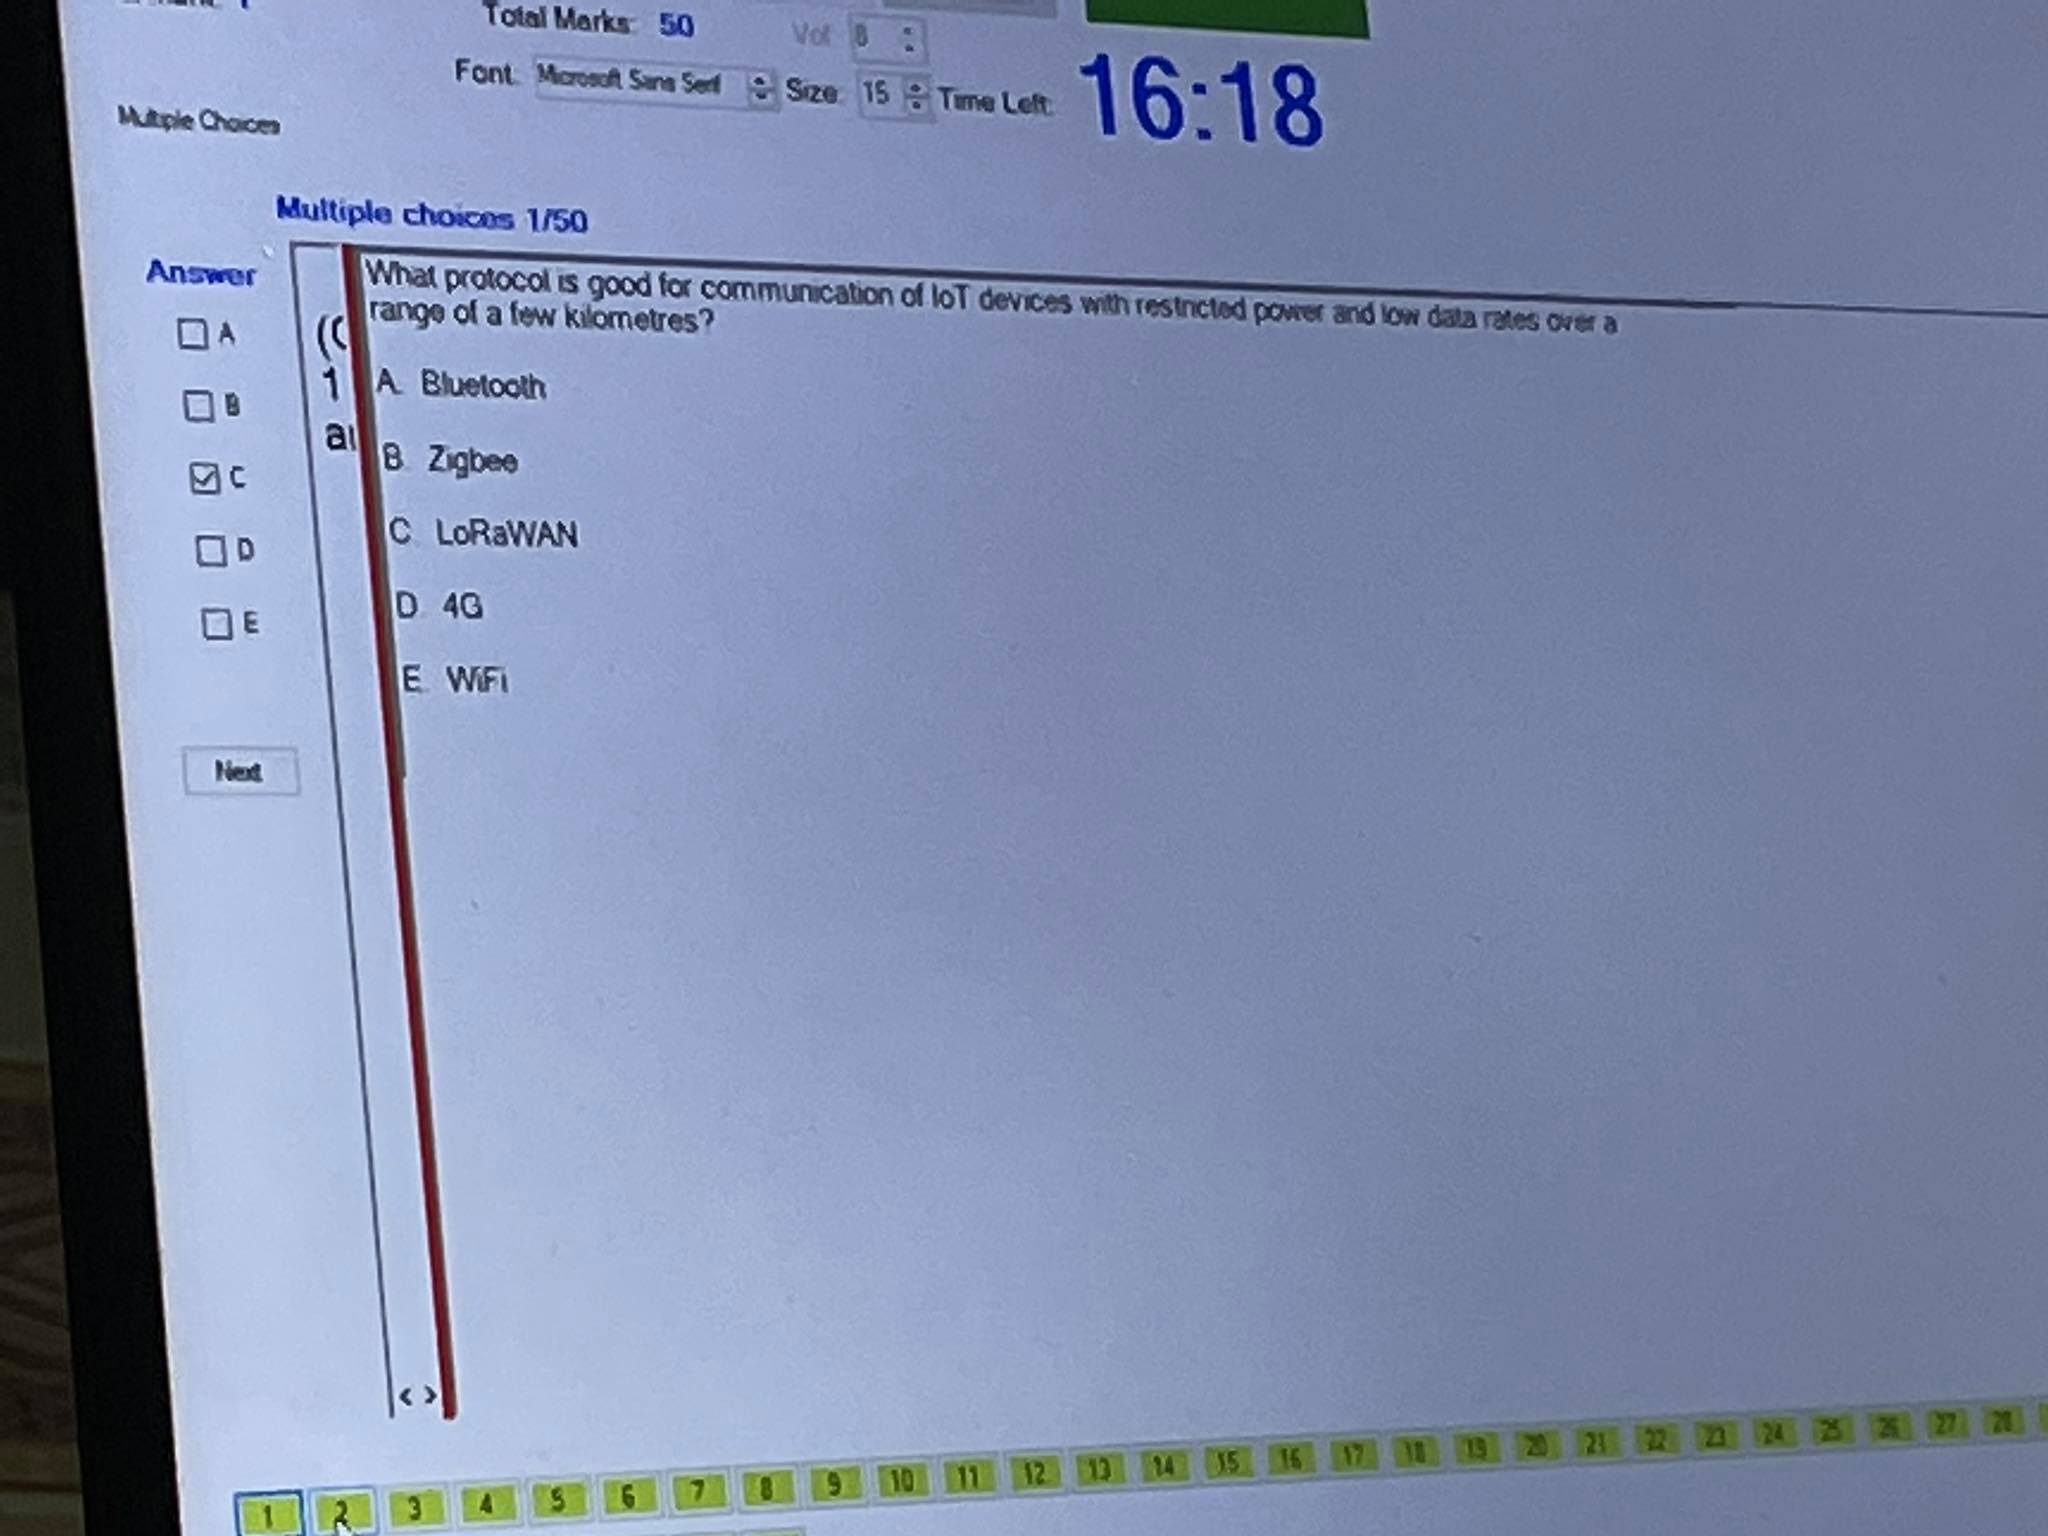 Total Marks: 50
Vol 8
Font: Microsoft Sans Serif Size: 15 Time Left: 16:18
Multiple Choices
Multiple choices 1/50
Answer
What protocol is good for communication of IoT devices with restricted power and low data rates over a
range of a few kilometres?
(C
1
A
B
C
D
E
A. Bluetooth
B. Zigbee
C. LoRaWAN
D. 4G
E. WiFi
Next
< >
1 2 3 4 5 6 7 8 9 10 11 12 13 14 15 16 17 18 19 20 21 22 23 24 25 26 27 28